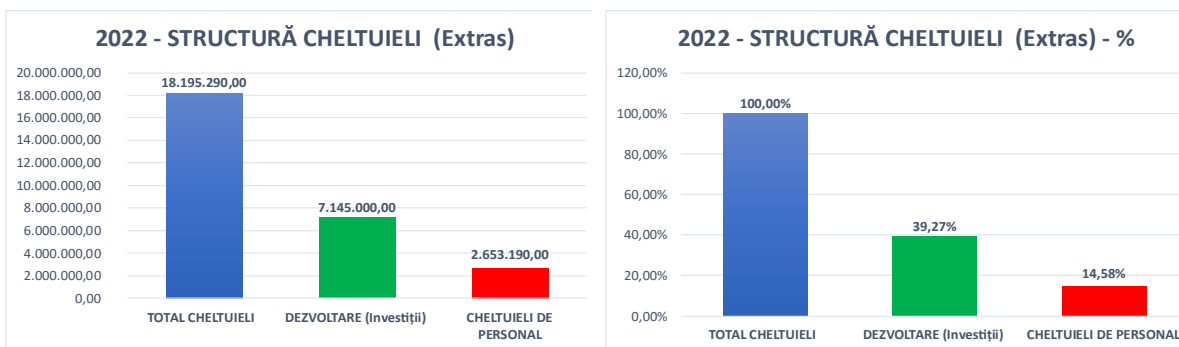 2022 - STRUCTURĂ CHELTUIELI (Extras)
20.000.000,00
18.000.000,00
16.000.000,00
14.000.000,00
12.000.000,00
10.000.000,00
8.000.000,00
6.000.000,00
4.000.000,00
2.000.000,00
0,00
18.195.290,00
7.145.000,00
2.653.190,00
TOTAL CHELTUIELI
DEZVOLTARE (Investiții)
CHELTUIELI DE
PERSONAL
2022 - STRUCTURĂ CHELTUIELI (Extras) - %
120,00%
100,00%
80,00%
60,00%
40,00%
20,00%
0,00%
100,00%
39,27%
14,58%
TOTAL CHELTUIELI
DEZVOLTARE (Investiții)
CHELTUIELI DE PERSONAL